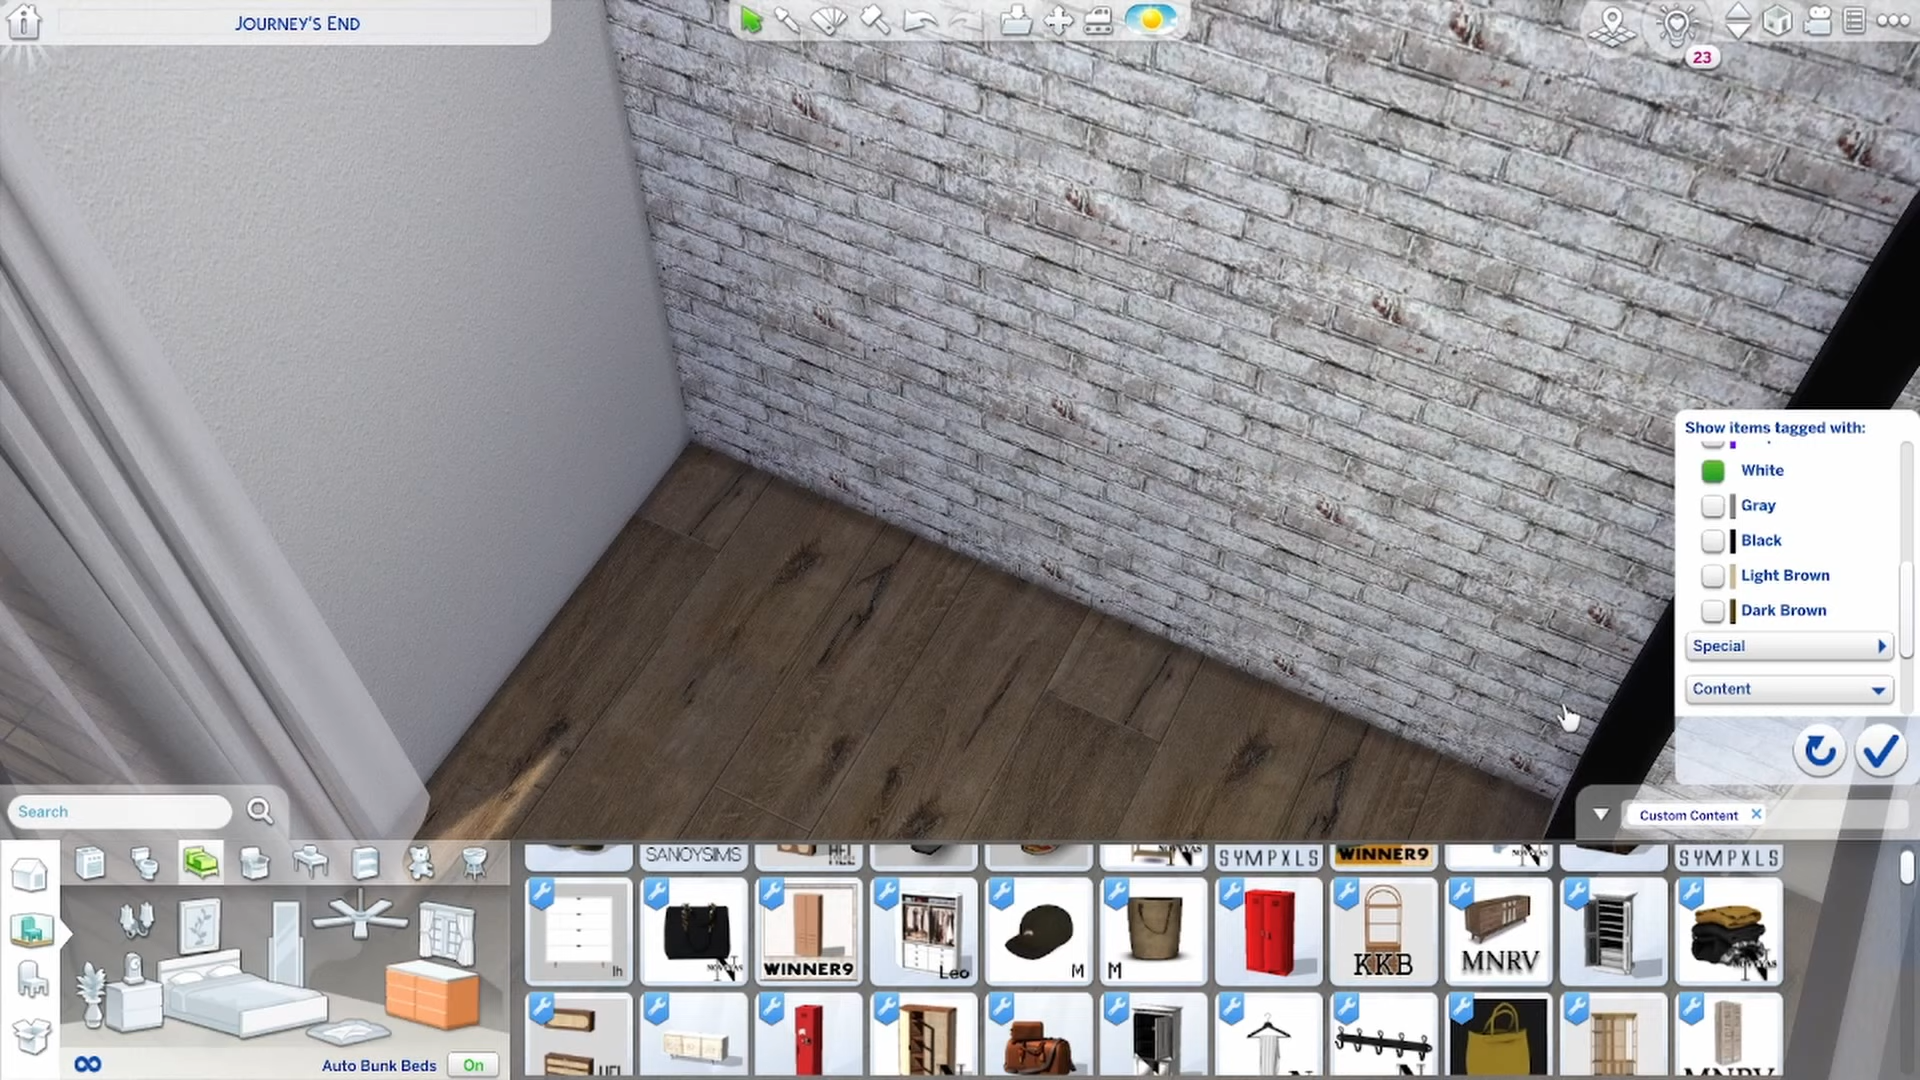 JOURNEY'S END
23
Show items tagged with:
White
Gray
Black
Light Brown
Dark Brown
Special
Content
Search
Custom Content
SANOYSIMS
SYMPXLS
WINNER9
SYMPXLS
lh
WINNER9
Leo
M
M
KKB
MNRV
N
Auto Bunk Beds
On
N
N
N